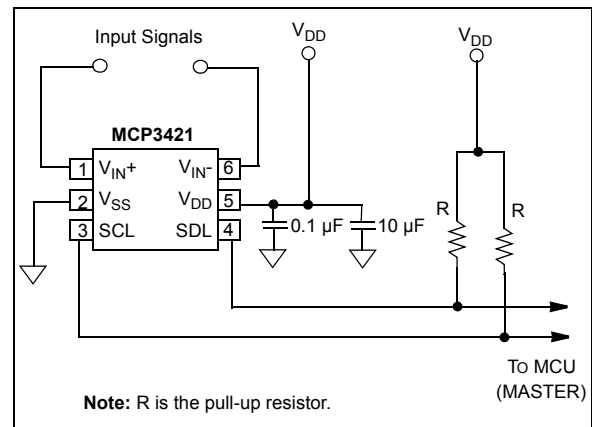 Input Signals
VDD
VDD
MCP3421
1 VIN+ VIN- 6
2 VSS VDD 5
3 SCL SDL 4
0.1 µF 10 µF
R R
TO MCU
(MASTER)
Note: R is the pull-up resistor.